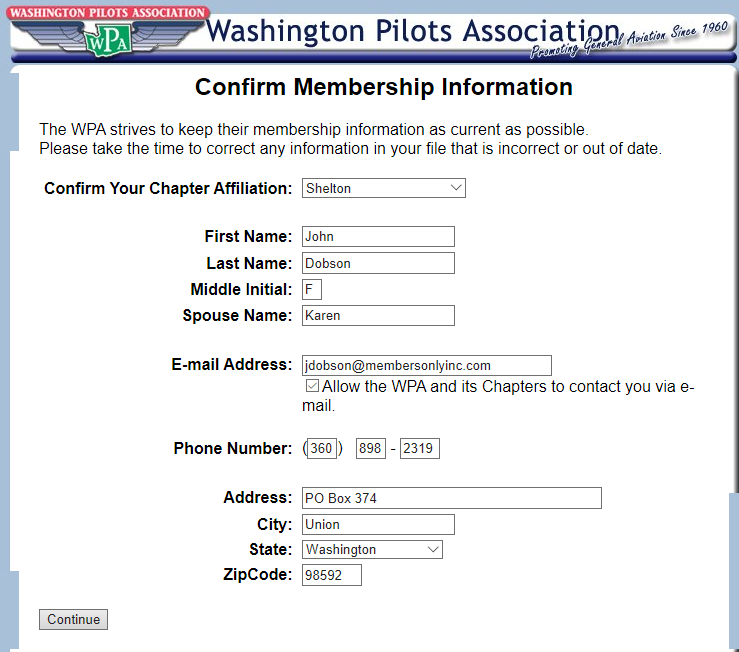 WASHINGTON PILOTS ASSOCIATION
WPA
Washington Pilots Association
Promoting General Aviation Since 1960
Confirm Membership Information
The WPA strives to keep their membership information as current as possible.
Please take the time to correct any information in your file that is incorrect or out of date.
Confirm Your Chapter Affiliation: Shelton
First Name: John
Last Name: Dobson
Middle Initial: F
Spouse Name: Karen
E-mail Address: jdobson@membersonlyinc.com
Allow the WPA and its Chapters to contact you via e-
mail.
Phone Number: (360) 898 - 2319
Address: PO Box 374
City: Union
State: Washington
ZipCode: 98592
Continue